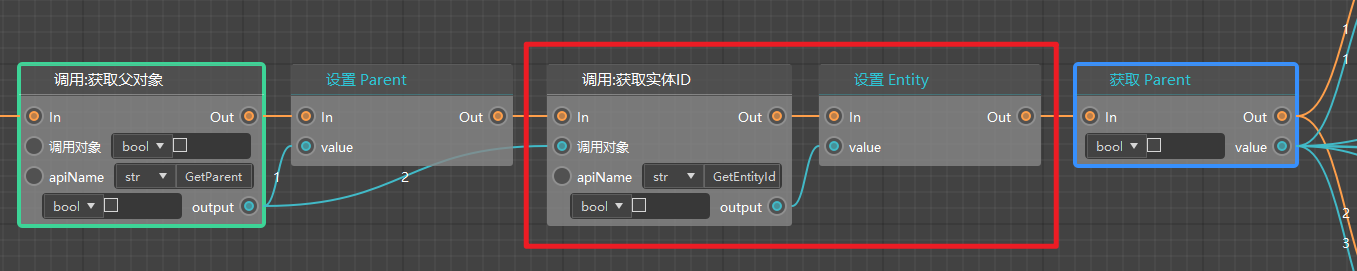 调用:获取父对象
In
Out
调用对象
bool
apiName
str
GetParent
bool
output
设置 Parent
In
Out
value
1
2
调用:获取实体ID
In
Out
调用对象
apiName
str
GetEntityId
bool
output
设置 Entity
In
Out
value
获取 Parent
In
Out
bool
value
1
1
2
3